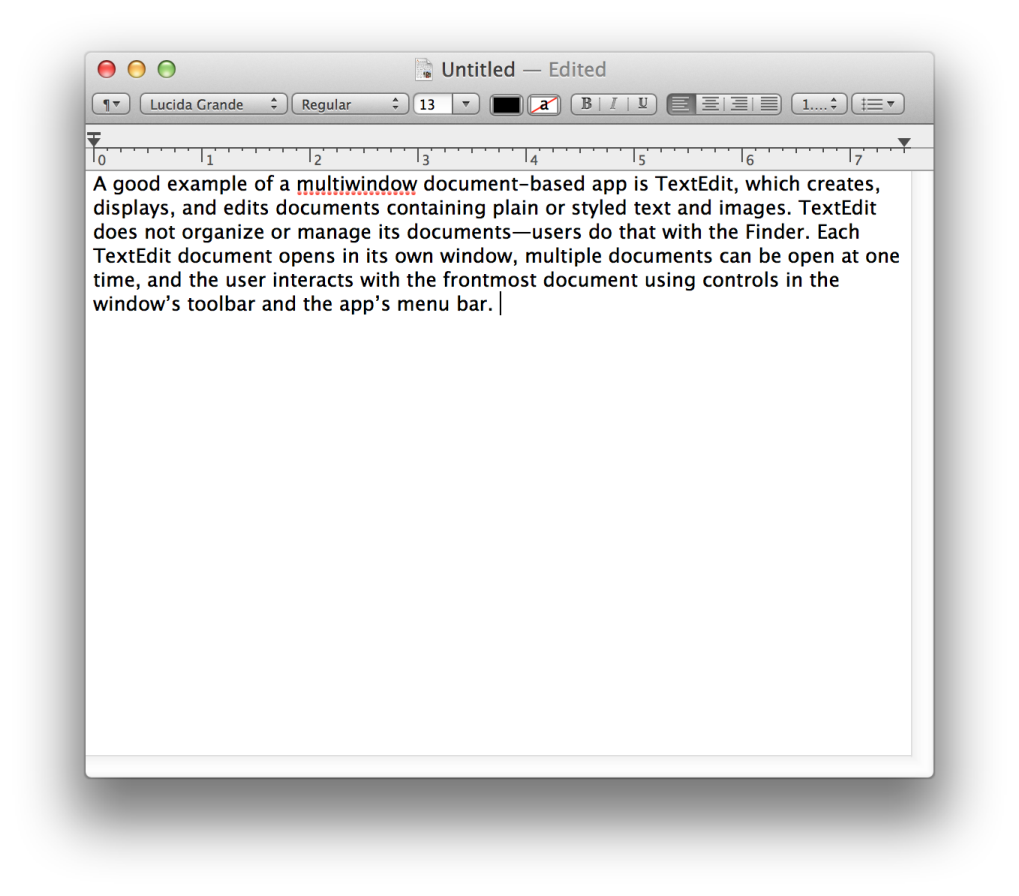 Untitled — Edited
¶ Lucida Grande Regular 13 a B I U 1....
0 1 2 3 4 5 6 7
A good example of a multiwindow document-based app is TextEdit, which creates,
displays, and edits documents containing plain or styled text and images. TextEdit
does not organize or manage its documents—users do that with the Finder. Each
TextEdit document opens in its own window, multiple documents can be open at one
time, and the user interacts with the frontmost document using controls in the
window’s toolbar and the app’s menu bar.